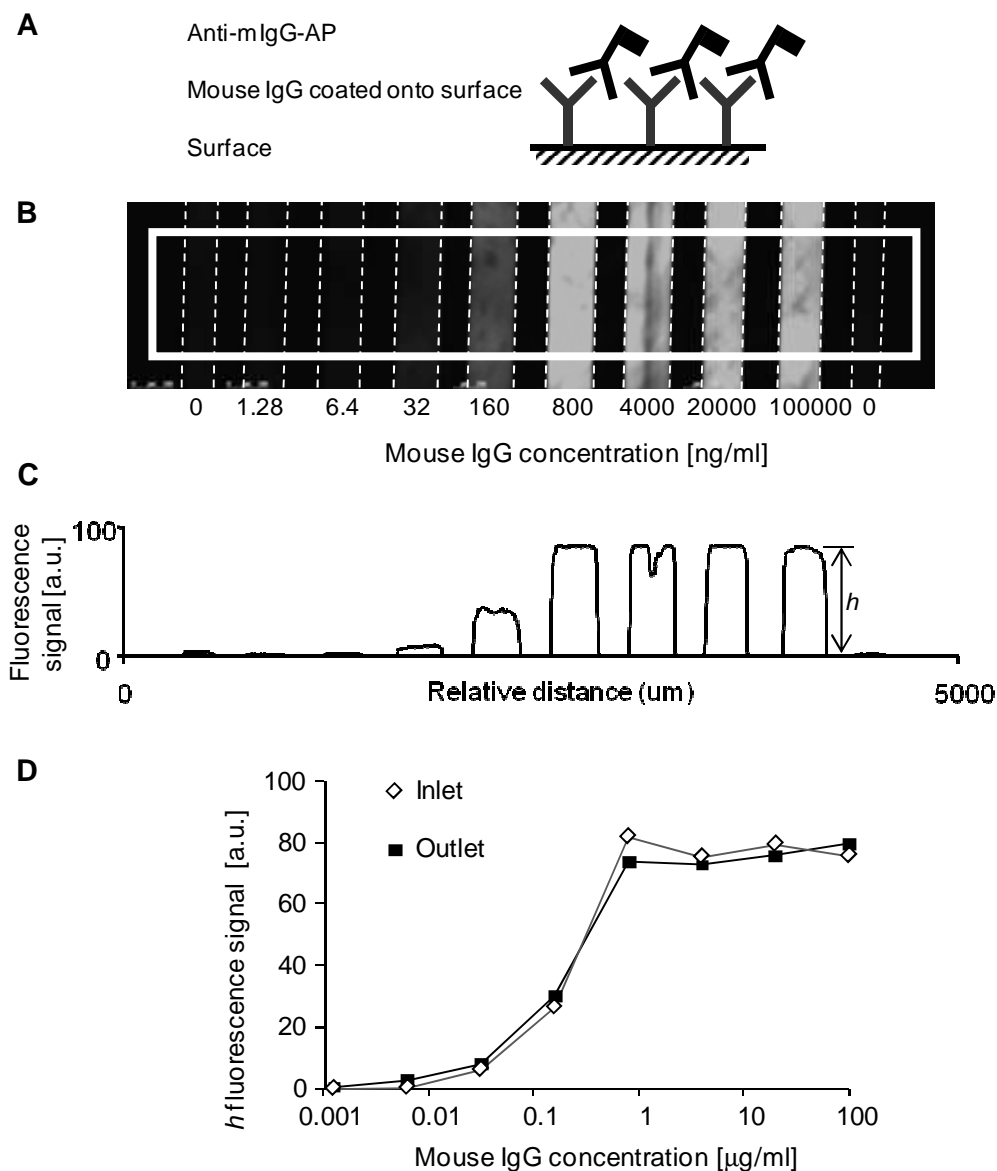 A
Anti-mIgG-AP
Mouse IgG coated onto surface
Surface
B
0 1.28 6.4 32 160 800 4000 20000 100000 0
Mouse IgG concentration [ng/ml]
C
Fluorescence
signal [a.u.]
100
0
h
0
Relative distance (um)
5000
D
h fluorescence signal [a.u.]
100
80
60
40
20
0
Inlet
Outlet
0.001 0.01 0.1 1 10 100
Mouse IgG concentration [µg/ml]